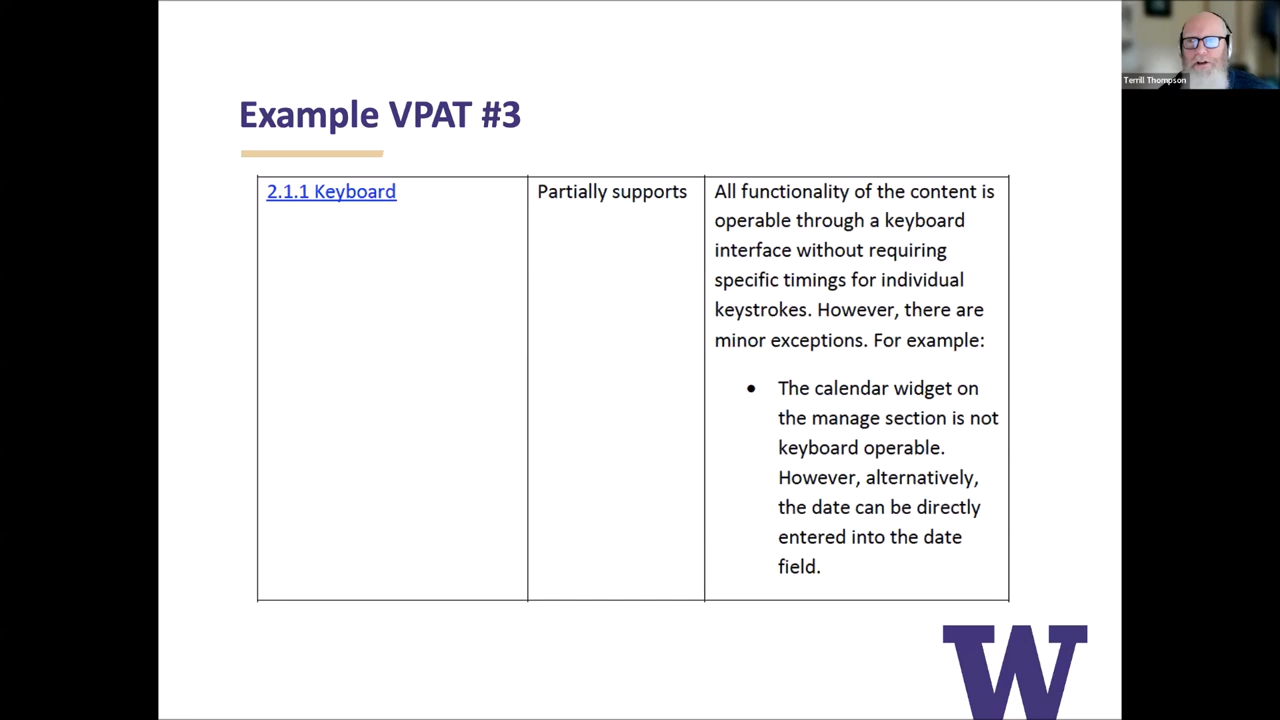 Terrill Thompson
Example VPAT #3
2.1.1 Keyboard
Partially supports
All functionality of the content is
operable through a keyboard
interface without requiring
specific timings for individual
keystrokes. However, there are
minor exceptions. For example:
• The calendar widget on
the manage section is not
keyboard operable.
However, alternatively,
the date can be directly
entered into the date
field.
W